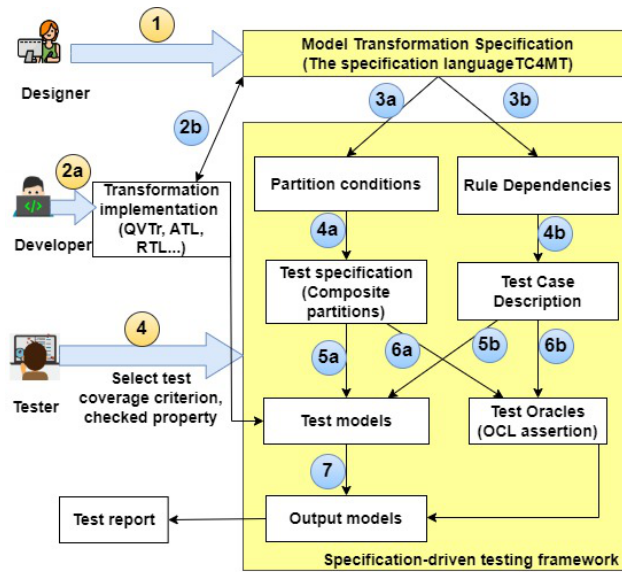 1
Model Transformation Specification
(The specification languageTC4MT)
Designer
3a
3b
2b
2a
Transformation
implementation
(QVTr, ATL,
RTL...)
Developer
Partition conditions
Rule Dependencies
4a
4b
Test specification
(Composite
partitions)
Test Case
Description
4
5a
6a
5b
6b
Tester
Select test
coverage criterion,
checked property
Test models
Test Oracles
(OCL assertion)
7
Test report
Output models
Specification-driven testing framework